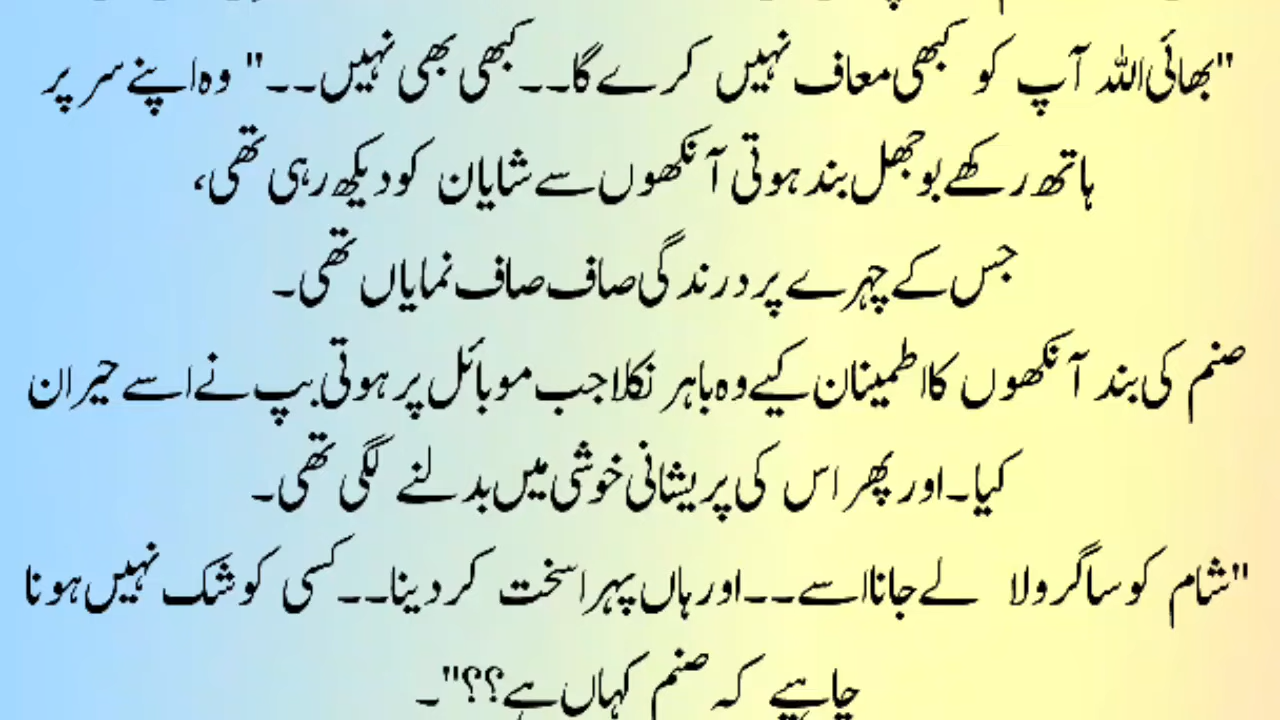 "بھائی اللہ آپ کو کبھی معاف نہیں کرے گا۔۔کبھی بھی نہیں۔۔" وہ اپنے سر پر
ہاتھ رکھے بوجھل بند ہوتی آنکھوں سے شایان کو دیکھ رہی تھی،
جس کے چہرے پر درندگی صاف صاف نمایاں تھی۔
صنم کی بند آنکھوں کا اطمینان کیے وہ باہر نکلا جب موبائل پر ہوتی بپ نے اسے حیران
کیا۔اور پھر اس کی پریشانی خوشی میں بدلنے لگی تھی۔
"شام کو ساگر ولا لے جانا اسے۔۔اور ہاں پہرا سخت کر دینا۔۔کسی کو شک نہیں ہونا
چاہیے کہ صنم کہاں ہے؟؟"۔